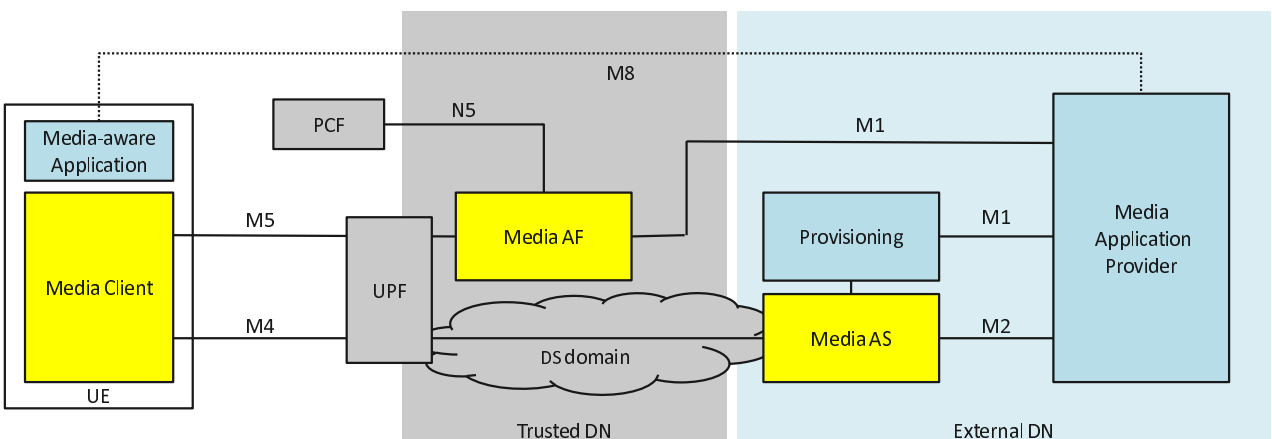 M8
Media-aware
Application
PCF
N5
M1
M5
Media AF
Provisioning
M1
Media
Application
Provider
Media Client
UPF
M4
DS domain
Media AS
M2
UE
Trusted DN
External DN